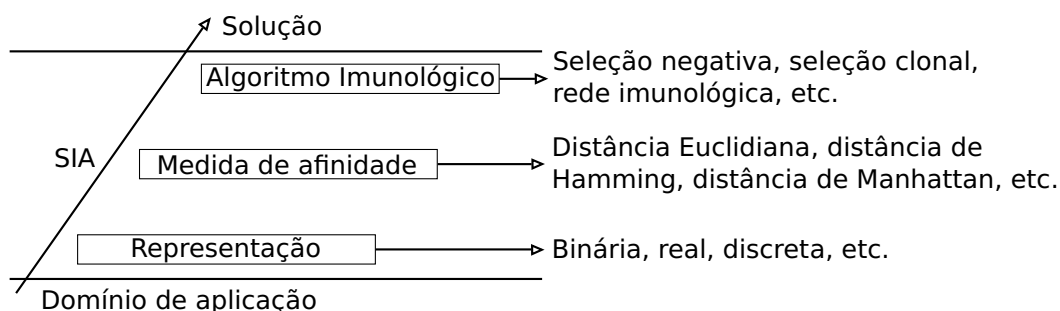 Solução
Algoritmo Imunológico
Seleção negativa, seleção clonal,
rede imunológica, etc.
SIA
Medida de afinidade
Distância Euclidiana, distância de
Hamming, distância de Manhattan, etc.
Representação
Binária, real, discreta, etc.
Domínio de aplicação